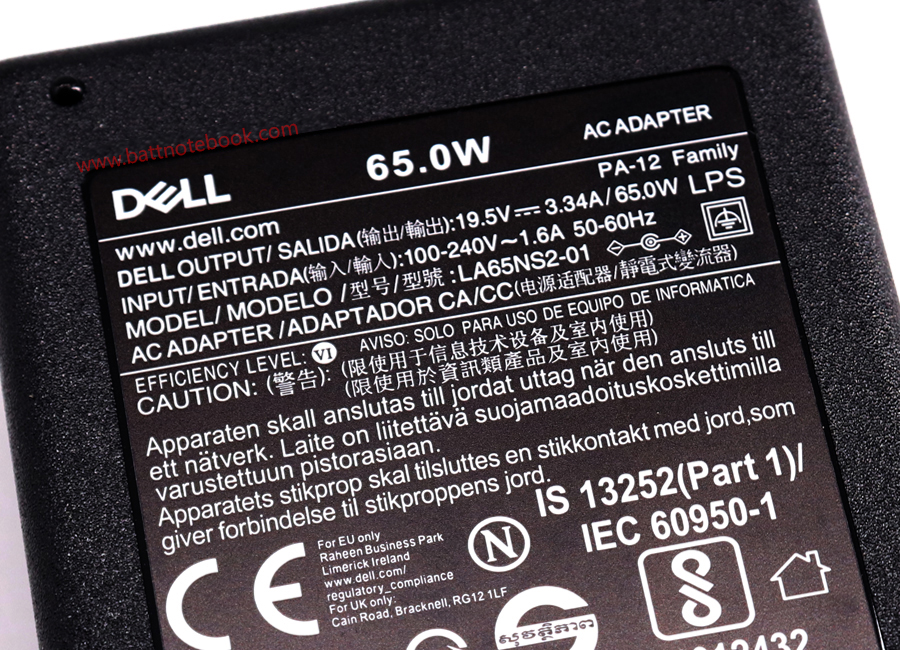 www.battnotebook.com
DELL 65.0W AC ADAPTER
www.dell.com PA-12 Family
DELL OUTPUT/ SALIDA(输出/輸出):19.5V⎓3.34A/65.0W LPS
INPUT/ENTRADA(输入/輸入):100-240V~1.6A 50-60Hz
MODEL/ MODELO /型号/型號:LA65NS2-01
AC ADAPTER /ADAPTADOR CA/CC(电源适配器/靜電式變流器)
EFFICIENCY LEVEL: VI AVISO: SOLO PARA USO DE EQUIPO DE INFORMATICA
CAUTION: (警告): (限使用于信息技术设备及室内使用)
(限使用於資訊類產品及室內使用)
Apparaten skall anslutas till jordat uttag när den ansluts till
ett nätverk. Laite on liitettävä suojamaadoituskoskettimilla
varustettuun pistorasiaan.
Apparatets stikprop skal tilsluttes en stikkontakt med jord,som
giver forbindelse til stikproppens jord.
IS 13252(Part 1)/
IEC 60950-1
CE
For EU only
Raheen Business Park
Limerick Ireland
www.dell.com/
regulatory_compliance
For UK only:
Cain Road, Bracknell, RG12 1LF
N